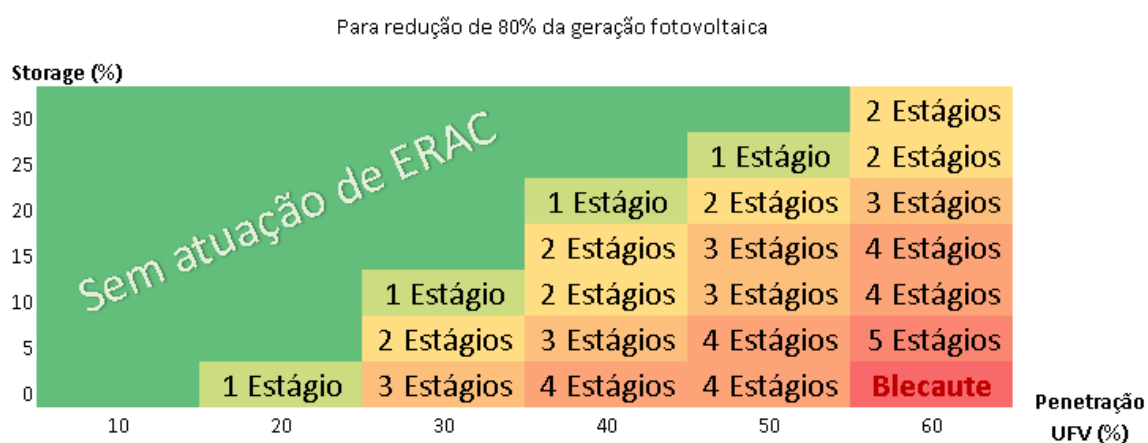 Para redução de 80% da geração fotovoltaica
Storage (%)
30 2 Estágios
25 1 Estágio 2 Estágios
20 1 Estágio 2 Estágios 3 Estágios
15 2 Estágios 3 Estágios 4 Estágios
10 1 Estágio 2 Estágios 3 Estágios 4 Estágios
5 2 Estágios 3 Estágios 4 Estágios 5 Estágios
0 1 Estágio 3 Estágios 4 Estágios 4 Estágios Blecaute
Sem atuação de ERAC
10 20 30 40 50 60
Penetração
UFV (%)